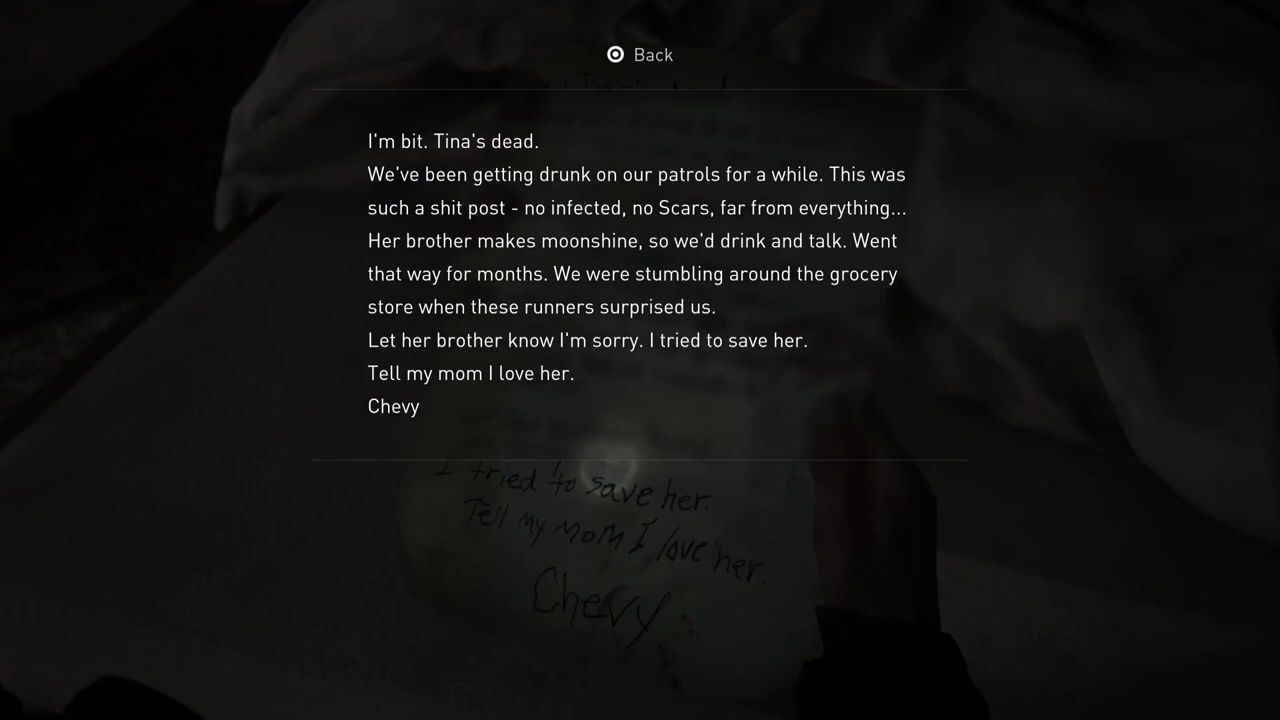 Back
I'm bit. Tina's dead.
We've been getting drunk on our patrols for a while. This was
such a shit post - no infected, no Scars, far from everything...
Her brother makes moonshine, so we'd drink and talk. Went
that way for months. We were stumbling around the grocery
store when these runners surprised us.
Let her brother know I'm sorry. I tried to save her.
Tell my mom I love her.
Chevy
I tried to save her.
Tell my mom I love her.
Chevy